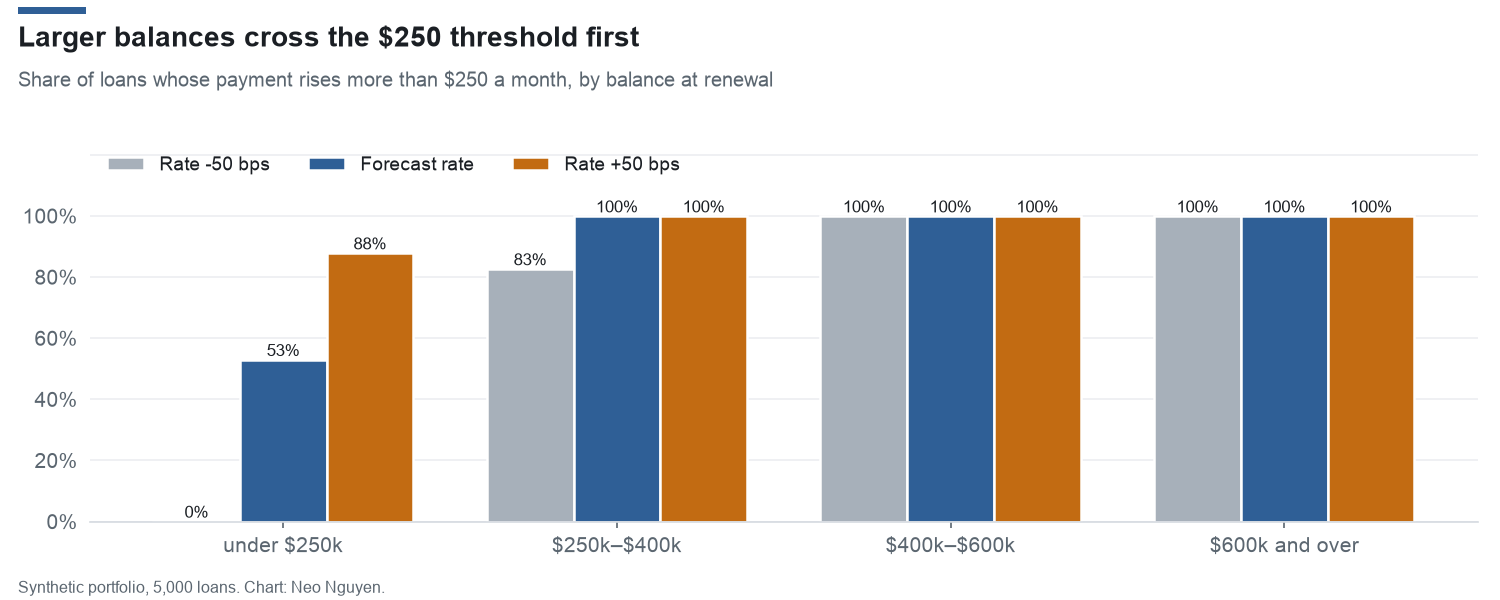 Larger balances cross the $250 threshold first
Share of loans whose payment rises more than $250 a month, by balance at renewal
Rate -50 bps Forecast rate Rate +50 bps
100%
80%
60%
40%
20%
0%
0% 53% 88%
83% 100% 100%
100% 100% 100%
100% 100% 100%
under $250k $250k–$400k $400k–$600k $600k and over
Synthetic portfolio, 5,000 loans. Chart: Neo Nguyen.